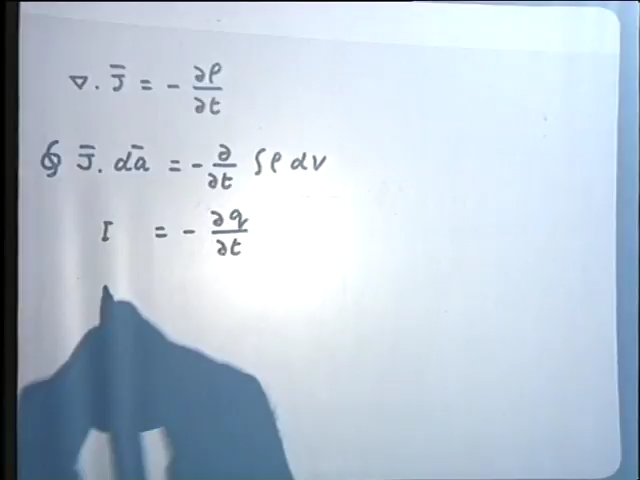 ∇. J̄ = - ∂ρ/∂t
∮ J̄. dā = - ∂/∂t ∫ρ dv
I = - ∂q/∂t